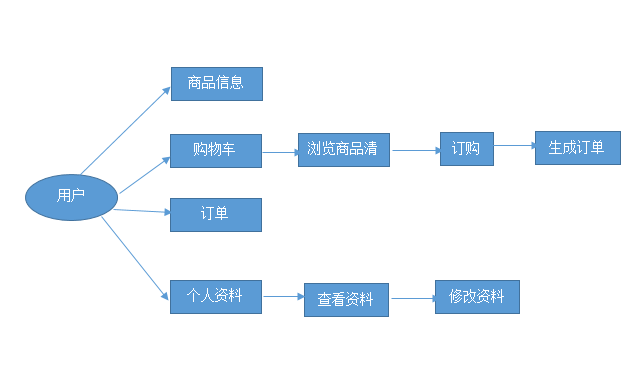 商品信息
购物车
浏览商品清
订购
生成订单
用户
订单
个人资料
查看资料
修改资料